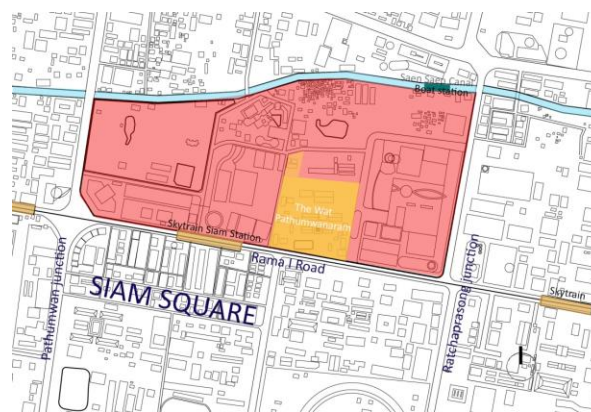 Saen Saen Canal
Boat station
The Wat
Pathumwanaram
Skytrain Siam Station
Rama I Road
SIAM SQUARE
Pathumwan Junction
Ratchaprasong Junction
Skytrain
I